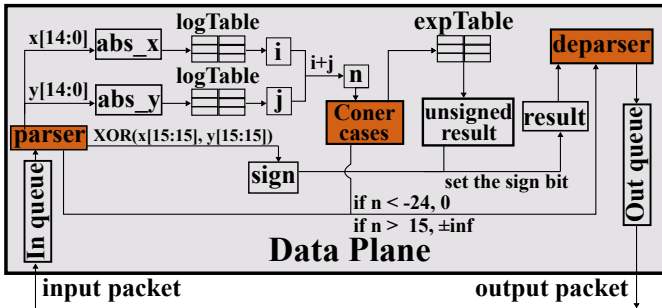 logTable
expTable
x[14:0]
abs_x
i
deparser
i+j
logTable
n
y[14:0]
abs_y
j
Coner
cases
unsigned
result
result
parser
XOR(x[15:15], y[15:15])
sign
set the sign bit
In queue
Out queue
if n < -24, 0
if n > 15, ±inf
Data Plane
input packet
output packet